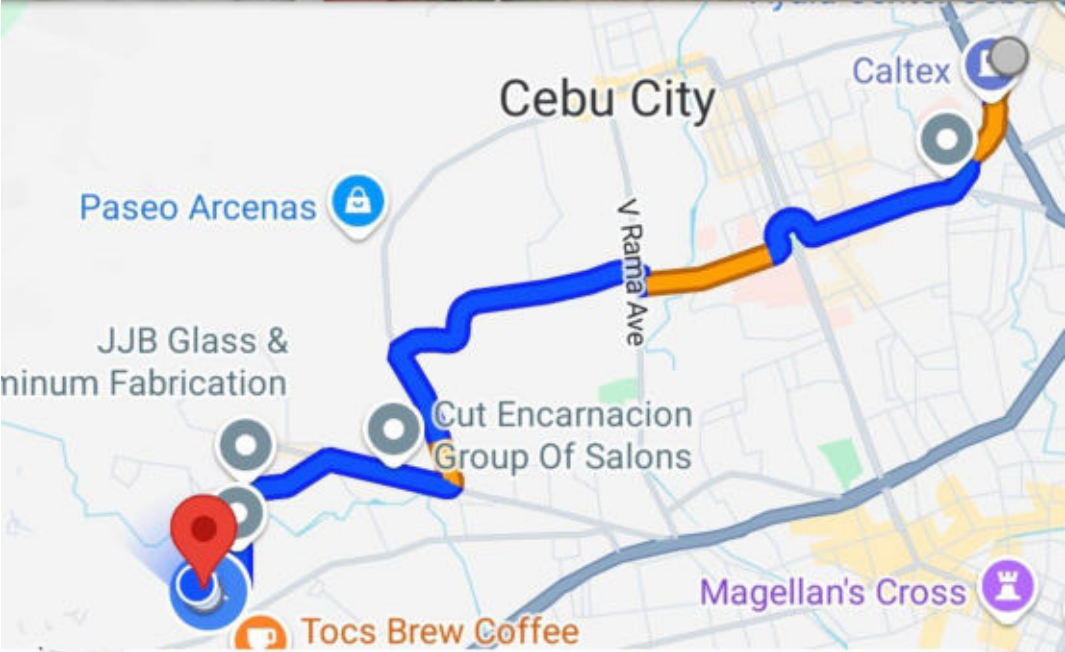 Caltex
Cebu City
Paseo Arcenas
V Rama Ave
JJB Glass &
minum Fabrication
Cut Encarnacion
Group Of Salons
Magellan's Cross
Tocs Brew Coffee